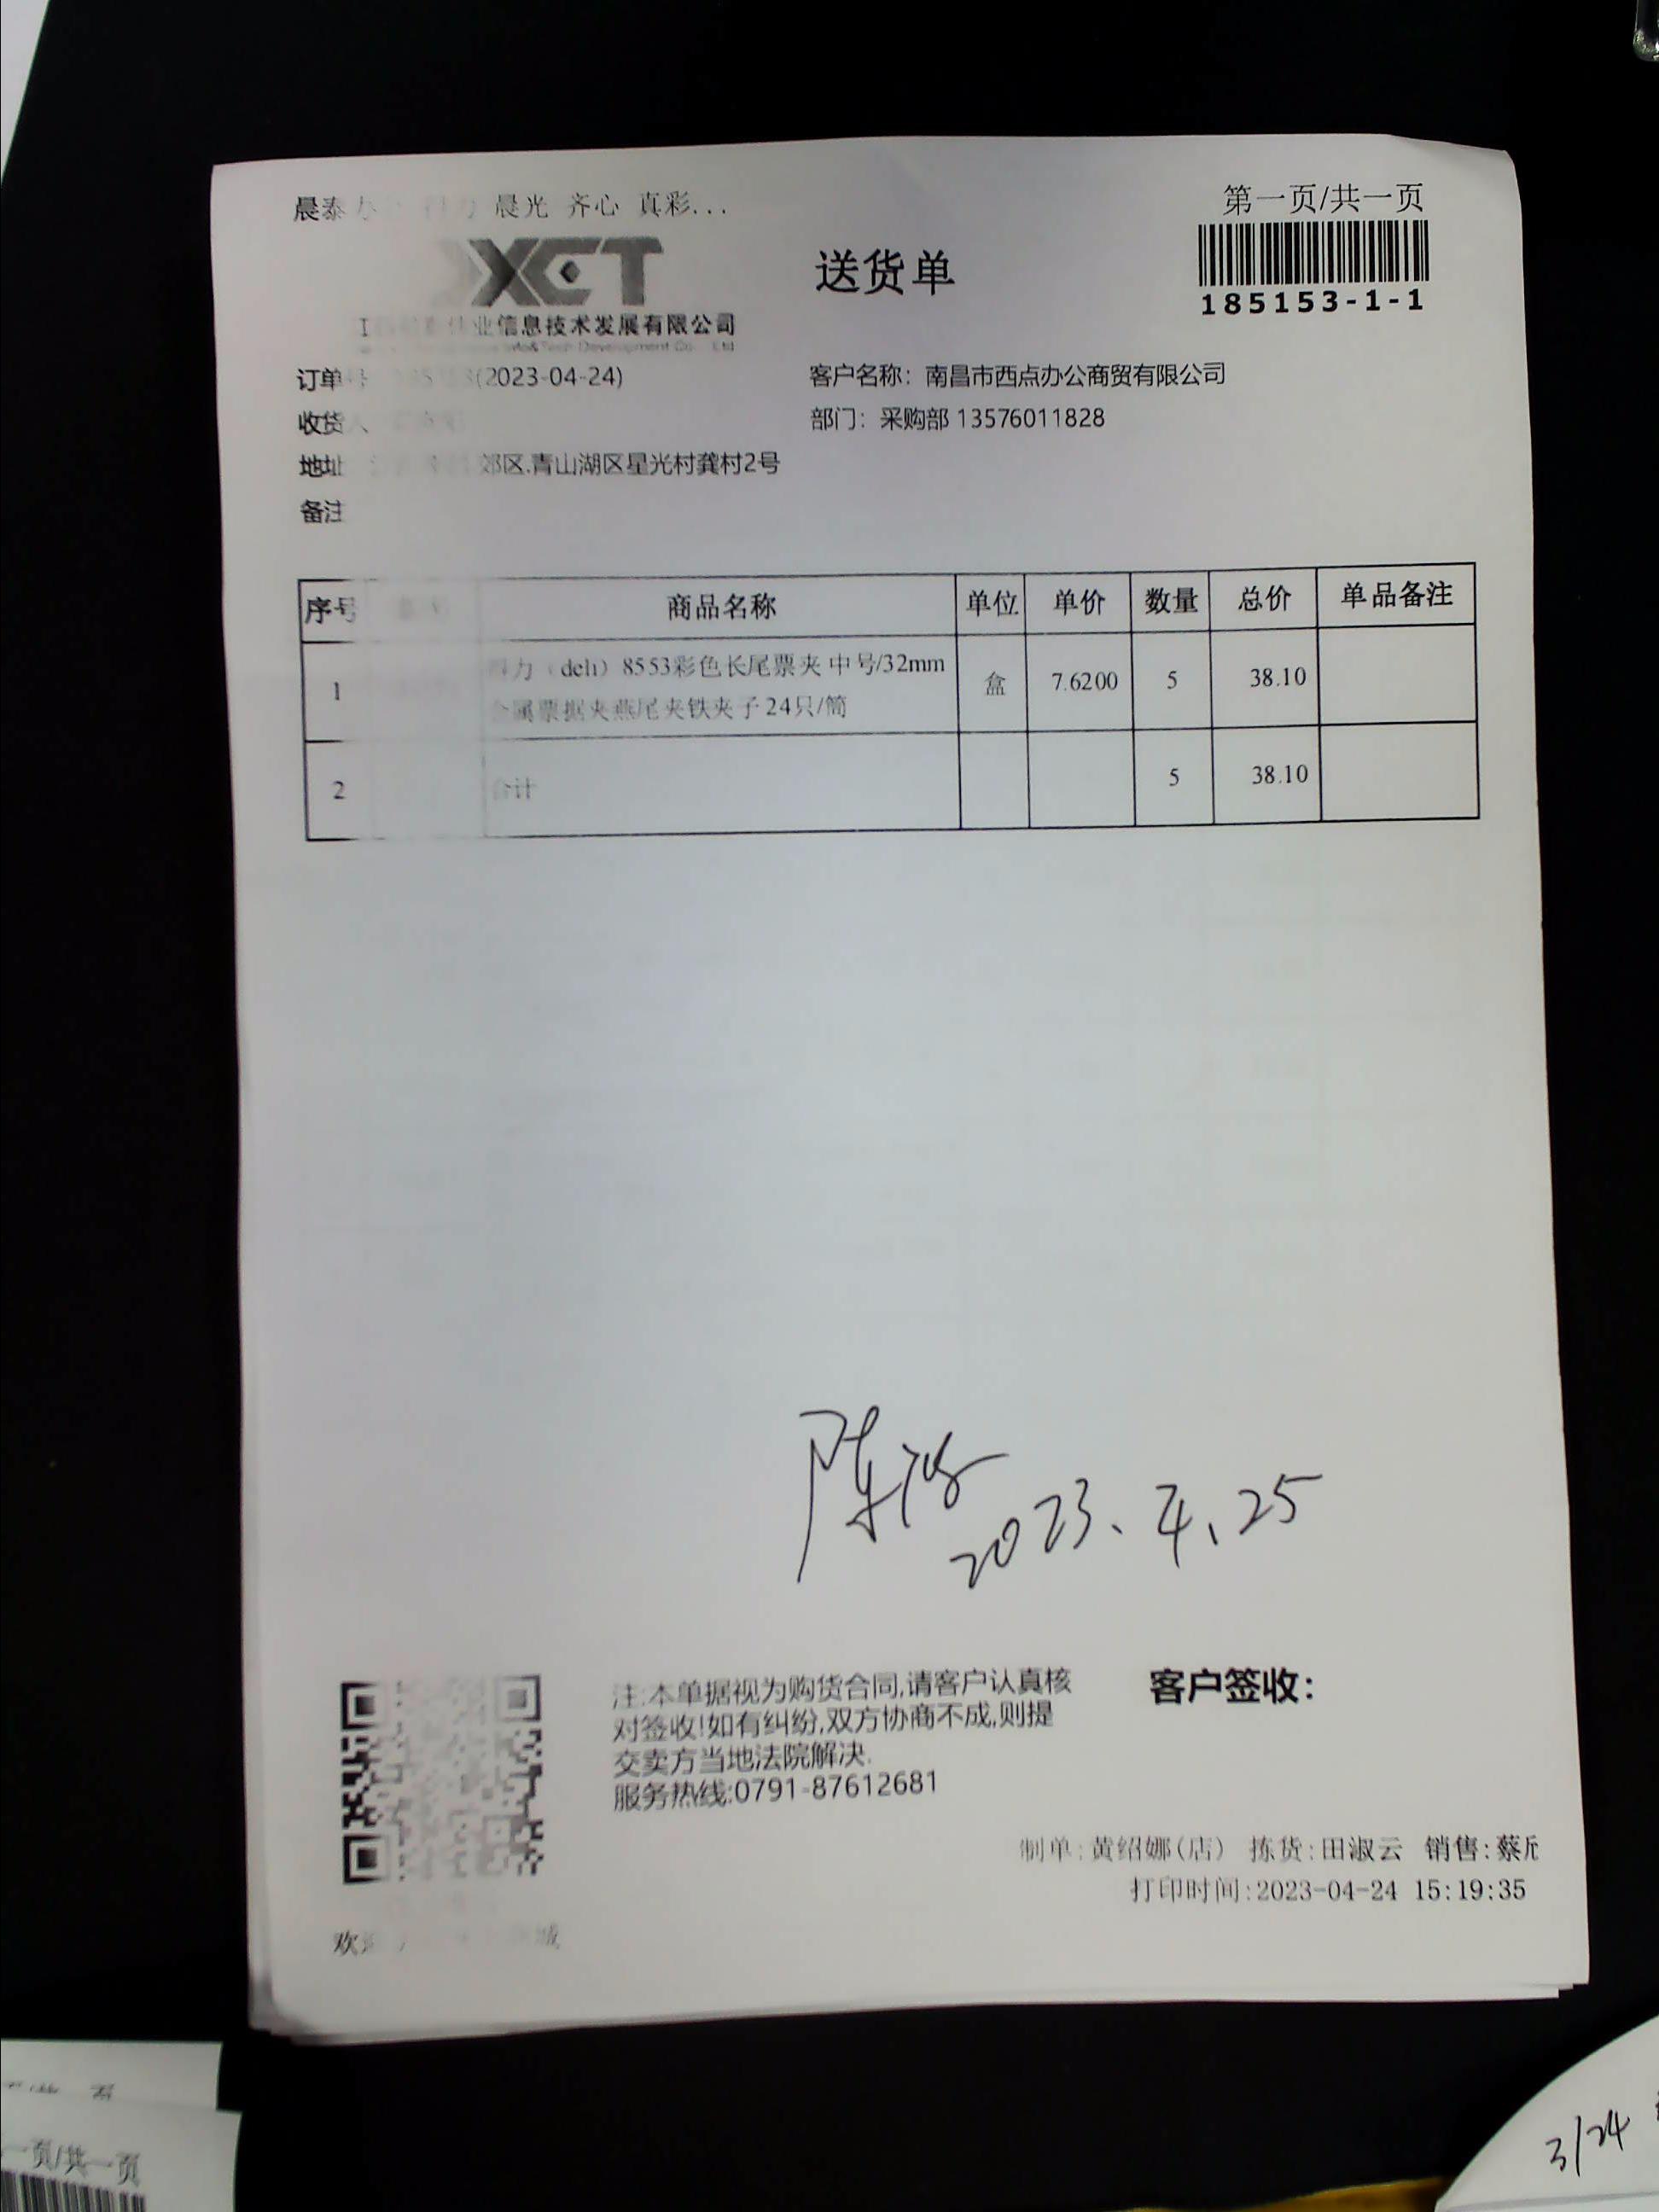 晨泰 晨光 齐心 真彩...
第一页/共一页
XCT
送货单
185153-1-1
业信息技术发展有限公司
订单 (2023-04-24)
客户名称：南昌市西点办公商贸有限公司
收货
部门：采购部 13576011828
地址 郊区.青山湖区星光村龚村2号
备注
序号 商品名称 单位 单价 数量 总价 单品备注
1 得力（deli）8553彩色长尾票夹 中号/32mm 盒 7.6200 5 38.10
金属票据夹燕尾夹铁夹子 24只/筒
2 合计 5 38.10
陈
2023.4.25
注:本单据视为购货合同,请客户认真核
对签收!如有纠纷,双方协商不成,则提
交卖方当地法院解决.
服务热线:0791-87612681
客户签收：
制单:黄绍娜(店) 拣货:田淑云 销售:蔡
打印时间:2023-04-24 15:19:35
欢 城
一页/共一页
3/24